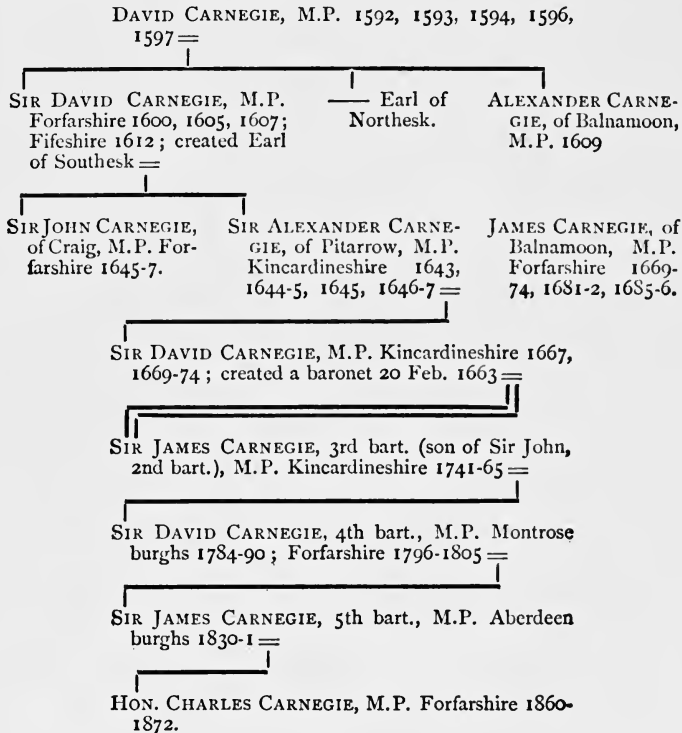 DAVID CARNEGIE, M.P. 1592, 1593, 1594, 1596,
1597 =
SIR DAVID CARNEGIE, M.P.
Forfarshire 1600, 1605, 1607;
Fifeshire 1612; created Earl
of Southesk =
—— Earl of
Northesk.
ALEXANDER CARNE-
GIE, of Balnamoon,
M.P. 1609
SIR JOHN CARNEGIE,
of Craig, M.P. For-
farshire 1645-7.
SIR ALEXANDER CARNE-
GIE, of Pitarrow, M.P.
Kincardineshire 1643,
1644-5, 1645, 1646-7 =
JAMES CARNEGIE, of
Balnamoon, M.P.
Forfarshire 1669-
74, 1681-2, 1685-6.
SIR DAVID CARNEGIE, M.P. Kincardineshire 1667,
1669-74; created a baronet 20 Feb. 1663 =
SIR JAMES CARNEGIE, 3rd bart. (son of Sir John,
2nd bart.), M.P. Kincardineshire 1741-65 =
SIR DAVID CARNEGIE, 4th bart., M.P. Montrose
burghs 1784-90; Forfarshire 1796-1805 =
SIR JAMES CARNEGIE, 5th bart., M.P. Aberdeen
burghs 1830-1 =
HON. CHARLES CARNEGIE, M.P. Forfarshire 1860-
1872.